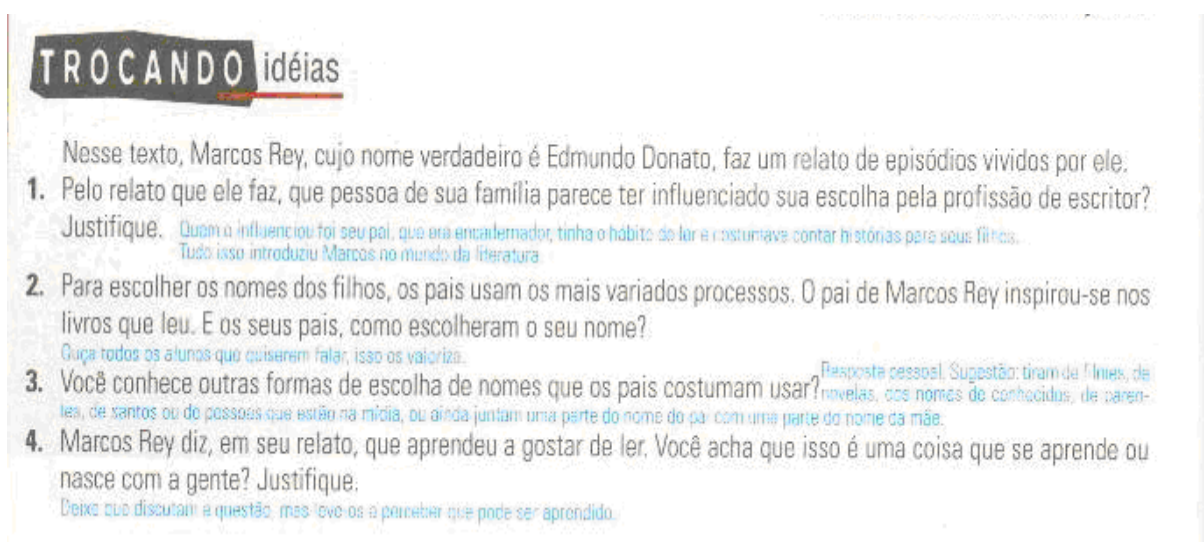 TROCANDO idéias
Nesse texto, Marcos Rey, cujo nome verdadeiro é Edmundo Donato, faz um relato de episódios vividos por ele.
1. Pelo relato que ele faz, que pessoa de sua família parece ter influenciado sua escolha pela profissão de escritor?
Justifique. Quem o influenciou foi seu pai, que era encadernador, tinha o hábito de ler e costumava contar histórias para seus filhos.
Tudo isso introduziu Marcos no mundo da literatura.
2. Para escolher os nomes dos filhos, os pais usam os mais variados processos. O pai de Marcos Rey inspirou-se nos
livros que leu. E os seus pais, como escolheram o seu nome?
Ouça todos os alunos que quiserem falar, isso os valoriza.
3. Você conhece outras formas de escolha de nomes que os pais costumam usar? Resposta pessoal. Sugestão: tiram de filmes, de
novelas, dos nomes de conhecidos, de paren-
tes, de santos ou de pessoas que estão na mídia, ou ainda juntam uma parte do nome do pai com uma parte do nome da mãe.
4. Marcos Rey diz, em seu relato, que aprendeu a gostar de ler. Você acha que isso é uma coisa que se aprende ou
nasce com a gente? Justifique.
Deixe que discutam a questão, mas leve-os a perceber que pode ser aprendido.